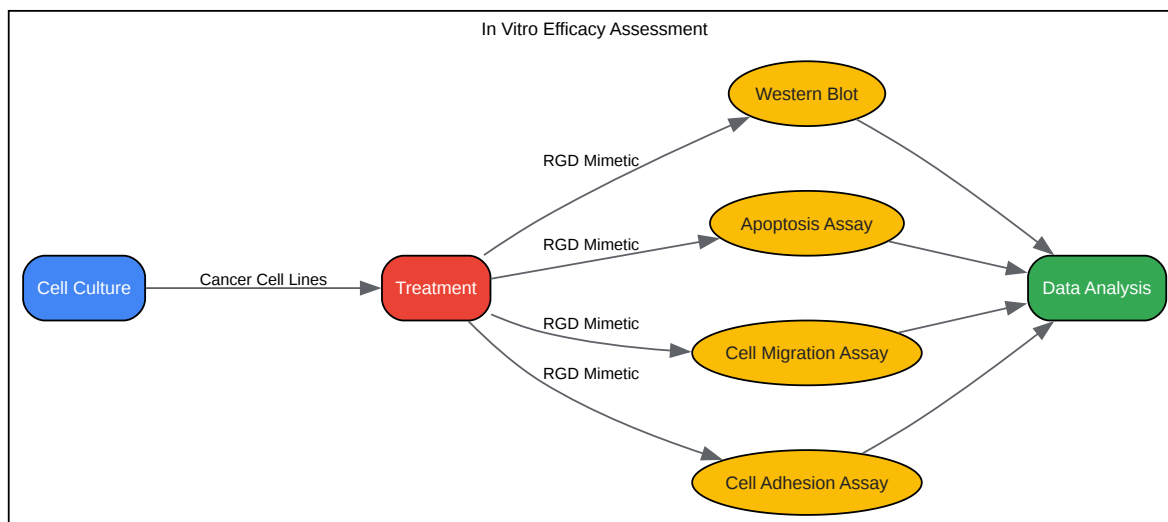 In Vitro Efficacy Assessment
Western Blot
RGD Mimetic
Apoptosis Assay
RGD Mimetic
Cell Culture
Cancer Cell Lines
Treatment
Data Analysis
RGD Mimetic
Cell Migration Assay
RGD Mimetic
Cell Adhesion Assay